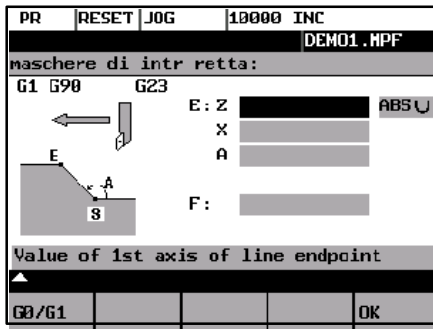 PR RESET JOG 10000 INC
DEMO1.MPF
maschere di intr retta:
G1 G90 G23
E: Z ABS
X
A
E
A
S
F:
Value of 1st axis of line endpoint
G0/G1 OK